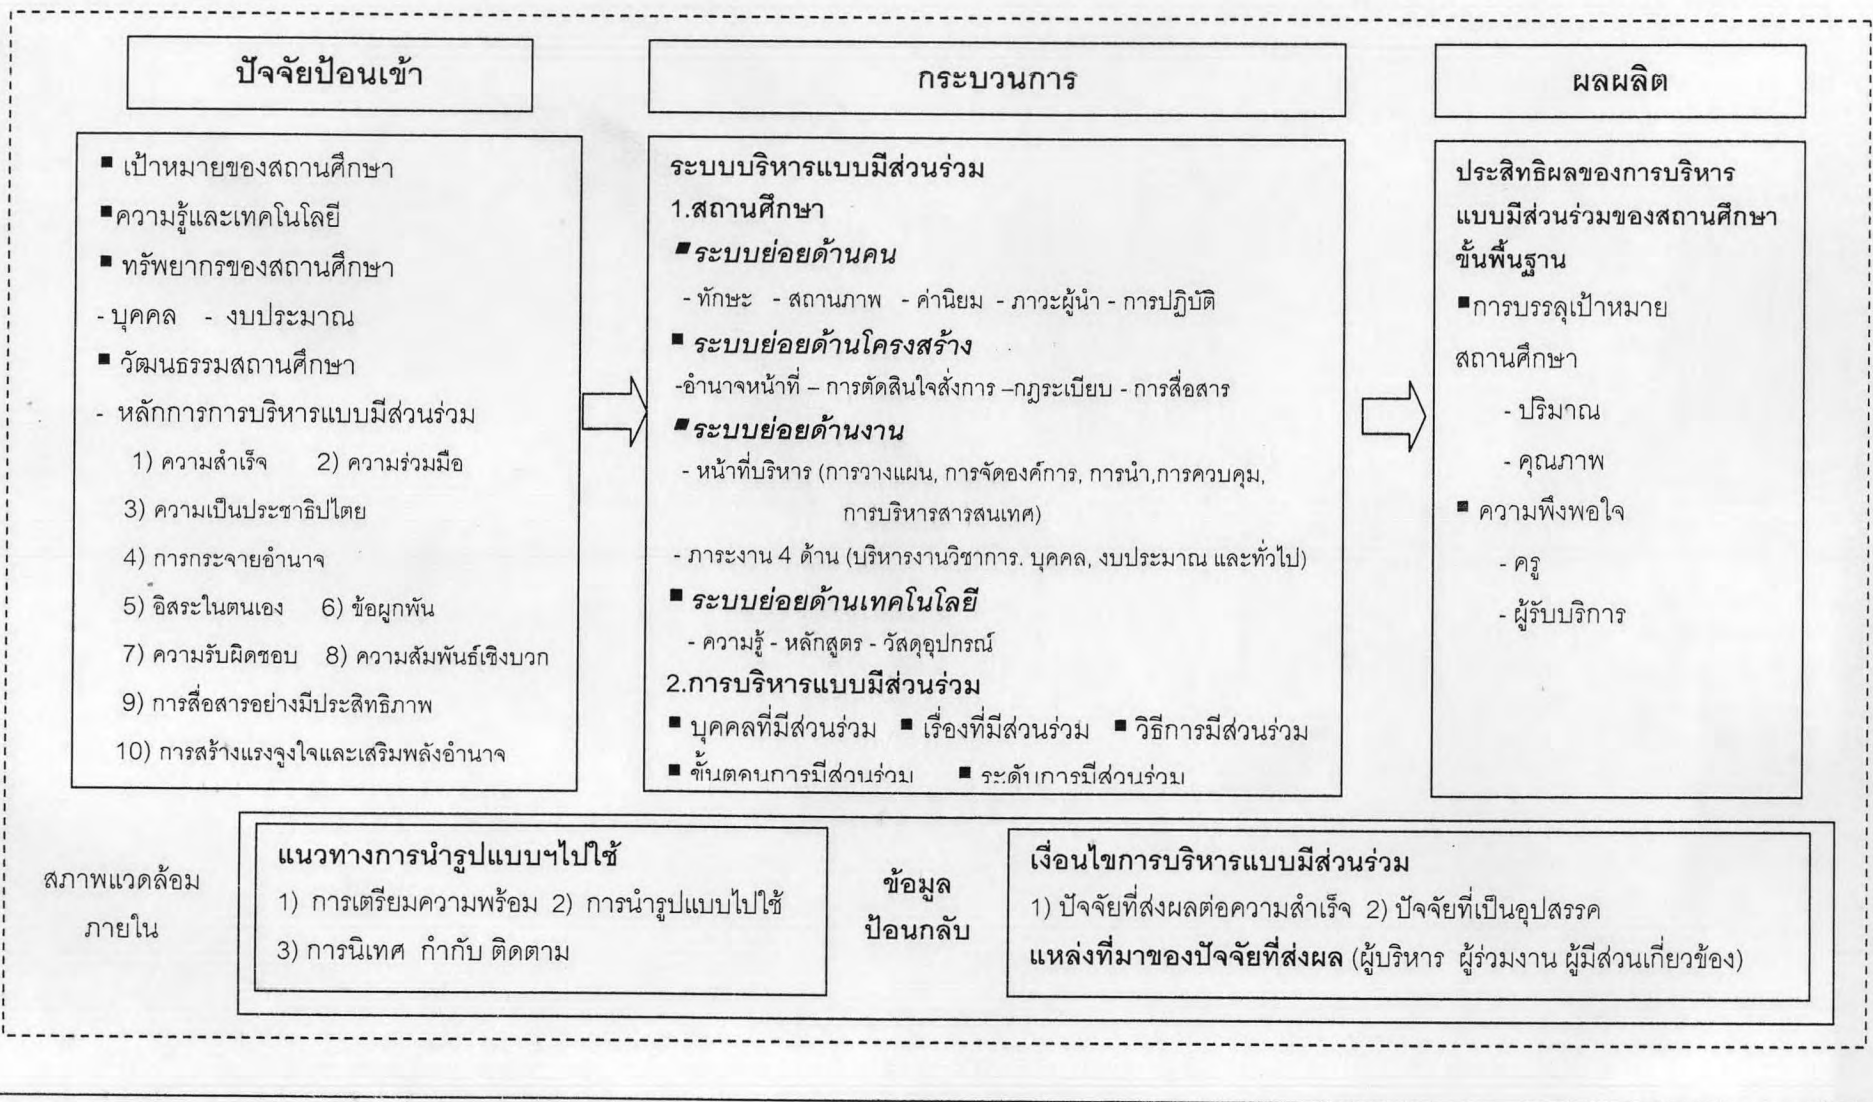 ปัจจัยป้อนเข้า
■ เป้าหมายของสถานศึกษา
■ความรู้และเทคโนโลยี
■ ทรัพยากรของสถานศึกษา
- บุคคล - งบประมาณ
■ วัฒนธรรมสถานศึกษา
- หลักการการบริหารแบบมีส่วนร่วม
1) ความสำเร็จ 2) ความร่วมมือ
3) ความเป็นประชาธิปไตย
4) การกระจายอำนาจ
5) อิสระในตนเอง 6) ข้อผูกพัน
7) ความรับผิดชอบ 8) ความสัมพันธ์เชิงบวก
9) การสื่อสารอย่างมีประสิทธิภาพ
10) การสร้างแรงจูงใจและเสริมพลังอำนาจ
กระบวนการ
ระบบบริหารแบบมีส่วนร่วม
1.สถานศึกษา
■ระบบย่อยด้านคน
- ทักษะ - สถานภาพ - ค่านิยม - ภาวะผู้นำ - การปฏิบัติ
■ ระบบย่อยด้านโครงสร้าง
-อำนาจหน้าที่ – การตัดสินใจสั่งการ –กฎระเบียบ - การสื่อสาร
■ระบบย่อยด้านงาน
- หน้าที่บริหาร (การวางแผน, การจัดองค์การ, การนำ,การควบคุม,
การบริหารสารสนเทศ)
- ภาระงาน 4 ด้าน (บริหารงานวิชาการ. บุคคล, งบประมาณ และทั่วไป)
■ ระบบย่อยด้านเทคโนโลยี
- ความรู้ - หลักสูตร - วัสดุอุปกรณ์
2.การบริหารแบบมีส่วนร่วม
■ บุคคลที่มีส่วนร่วม ■ เรื่องที่มีส่วนร่วม ■ วิธีการมีส่วนร่วม
■ ขั้นตอนการมีส่วนร่วม ■ ระดับการมีส่วนร่วม
ผลผลิต
ประสิทธิผลของการบริหาร
แบบมีส่วนร่วมของสถานศึกษา
ขั้นพื้นฐาน
■การบรรลุเป้าหมาย
สถานศึกษา
- ปริมาณ
- คุณภาพ
■ ความพึงพอใจ
- ครู
- ผู้รับบริการ
สภาพแวดล้อม
ภายใน
แนวทางการนำรูปแบบฯไปใช้
1) การเตรียมความพร้อม 2) การนำรูปแบบไปใช้
3) การนิเทศ กำกับ ติดตาม
ข้อมูล
ป้อนกลับ
เงื่อนไขการบริหารแบบมีส่วนร่วม
1) ปัจจัยที่ส่งผลต่อความสำเร็จ 2) ปัจจัยที่เป็นอุปสรรค
แหล่งที่มาของปัจจัยที่ส่งผล (ผู้บริหาร ผู้ร่วมงาน ผู้มีส่วนเกี่ยวข้อง)